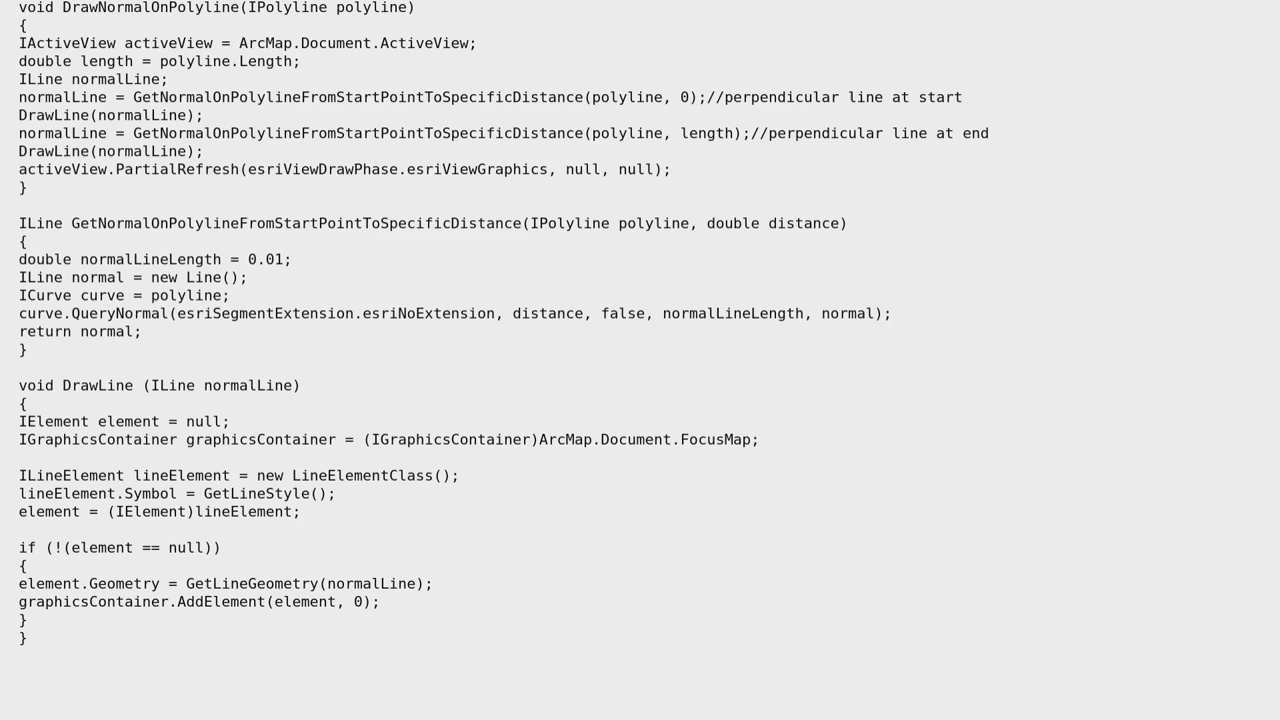 void DrawNormalOnPolyline(IPolyline polyline)
{
IActiveView activeView = ArcMap.Document.ActiveView;
double length = polyline.Length;
ILine normalLine;
normalLine = GetNormalOnPolylineFromStartPointToSpecificDistance(polyline, 0);//perpendicular line at start
DrawLine(normalLine);
normalLine = GetNormalOnPolylineFromStartPointToSpecificDistance(polyline, length);//perpendicular line at end
DrawLine(normalLine);
activeView.PartialRefresh(esriViewDrawPhase.esriViewGraphics, null, null);
}

ILine GetNormalOnPolylineFromStartPointToSpecificDistance(IPolyline polyline, double distance)
{
double normalLineLength = 0.01;
ILine normal = new Line();
ICurve curve = polyline;
curve.QueryNormal(esriSegmentExtension.esriNoExtension, distance, false, normalLineLength, normal);
return normal;
}

void DrawLine (ILine normalLine)
{
IElement element = null;
IGraphicsContainer graphicsContainer = (IGraphicsContainer)ArcMap.Document.FocusMap;

ILineElement lineElement = new LineElementClass();
lineElement.Symbol = GetLineStyle();
element = (IElement)lineElement;

if (!(element == null))
{
element.Geometry = GetLineGeometry(normalLine);
graphicsContainer.AddElement(element, 0);
}
}